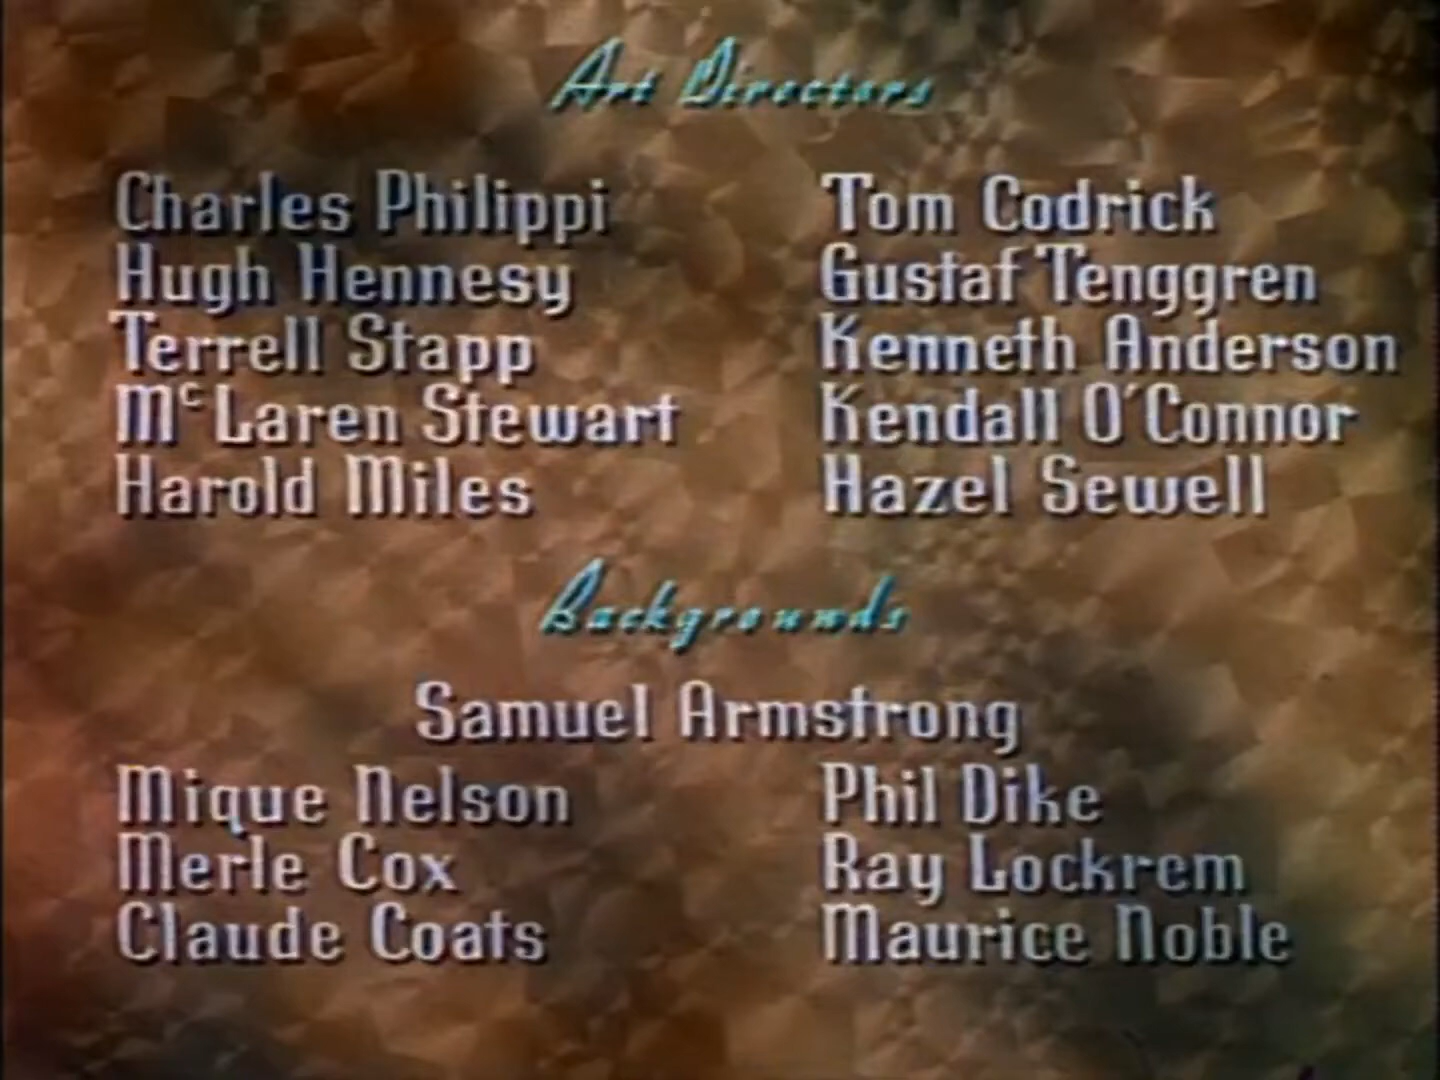 Art Directors
Charles Philippi Tom Codrick
Hugh Hennesy Gustaf Tenggren
Terrell Stapp Kenneth Anderson
McLaren Stewart Kendall O'Connor
Harold Miles Hazel Sewell
Backgrounds
Samuel Armstrong
Mique Nelson Phil Dike
Merle Cox Ray Lockrem
Claude Coats Maurice Noble